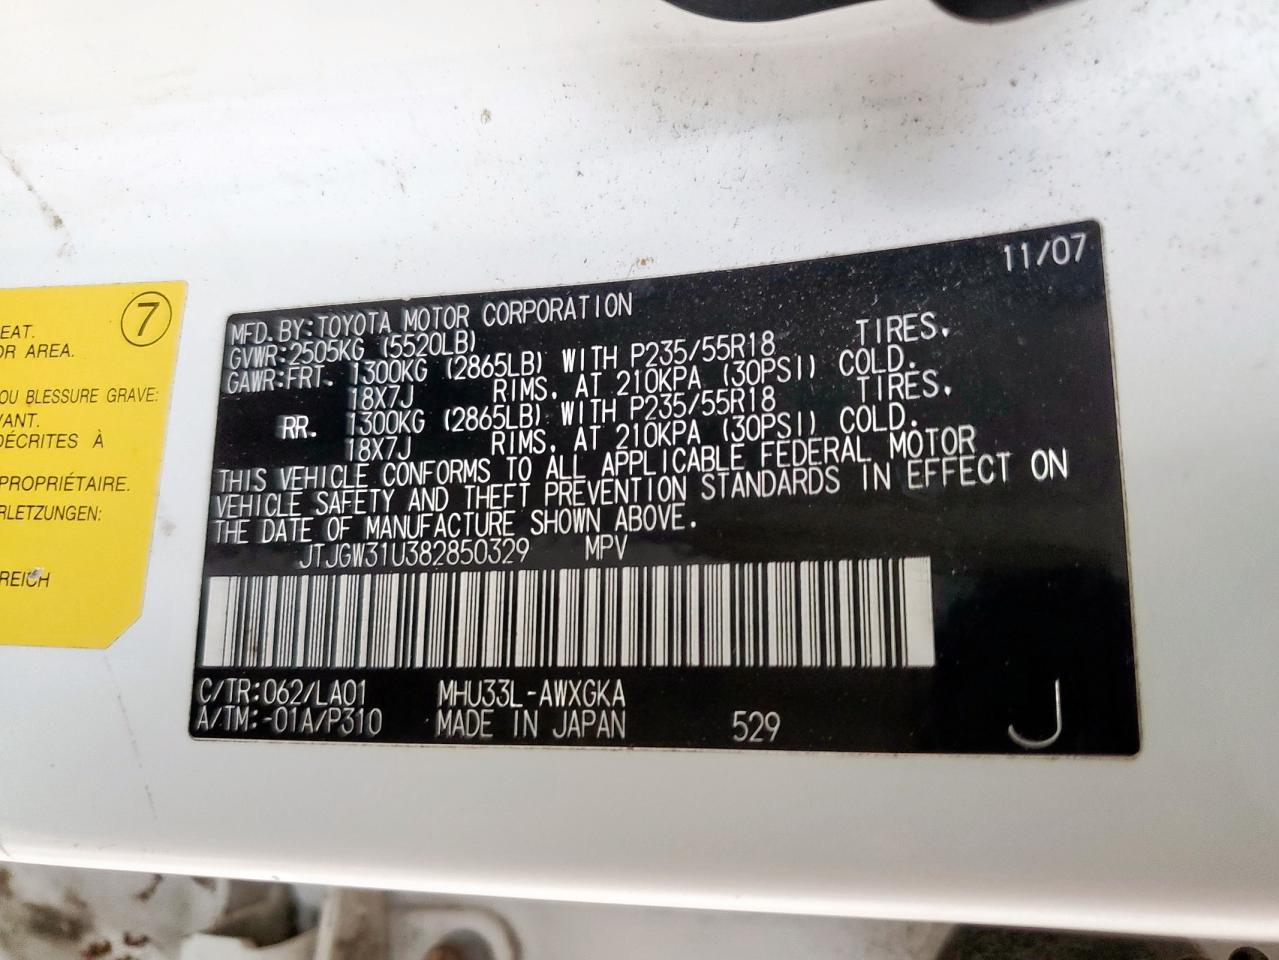 7
EAT.
OR AREA.
OU BLESSURE GRAVE:
VANT.
DÉCRITES À
PROPRIÉTAIRE.
RLETZUNGEN:
REICH
11/07
MFD. BY: TOYOTA MOTOR CORPORATION
GVWR: 2505KG (5520LB)
GAWR: FRT. 1300KG (2865LB) WITH P235/55R18 TIRES,
18X7J RIMS, AT 210KPA (30PSI) COLD.
RR. 1300KG (2865LB) WITH P235/55R18 TIRES,
18X7J RIMS, AT 210KPA (30PSI) COLD.
THIS VEHICLE CONFORMS TO ALL APPLICABLE FEDERAL MOTOR
VEHICLE SAFETY AND THEFT PREVENTION STANDARDS IN EFFECT ON
THE DATE OF MANUFACTURE SHOWN ABOVE.
JTJGW31U382850329 MPV
C/TR: 062/LA01 MHU33L-AWXGKA
A/TM: -01A/P310 MADE IN JAPAN 529 J